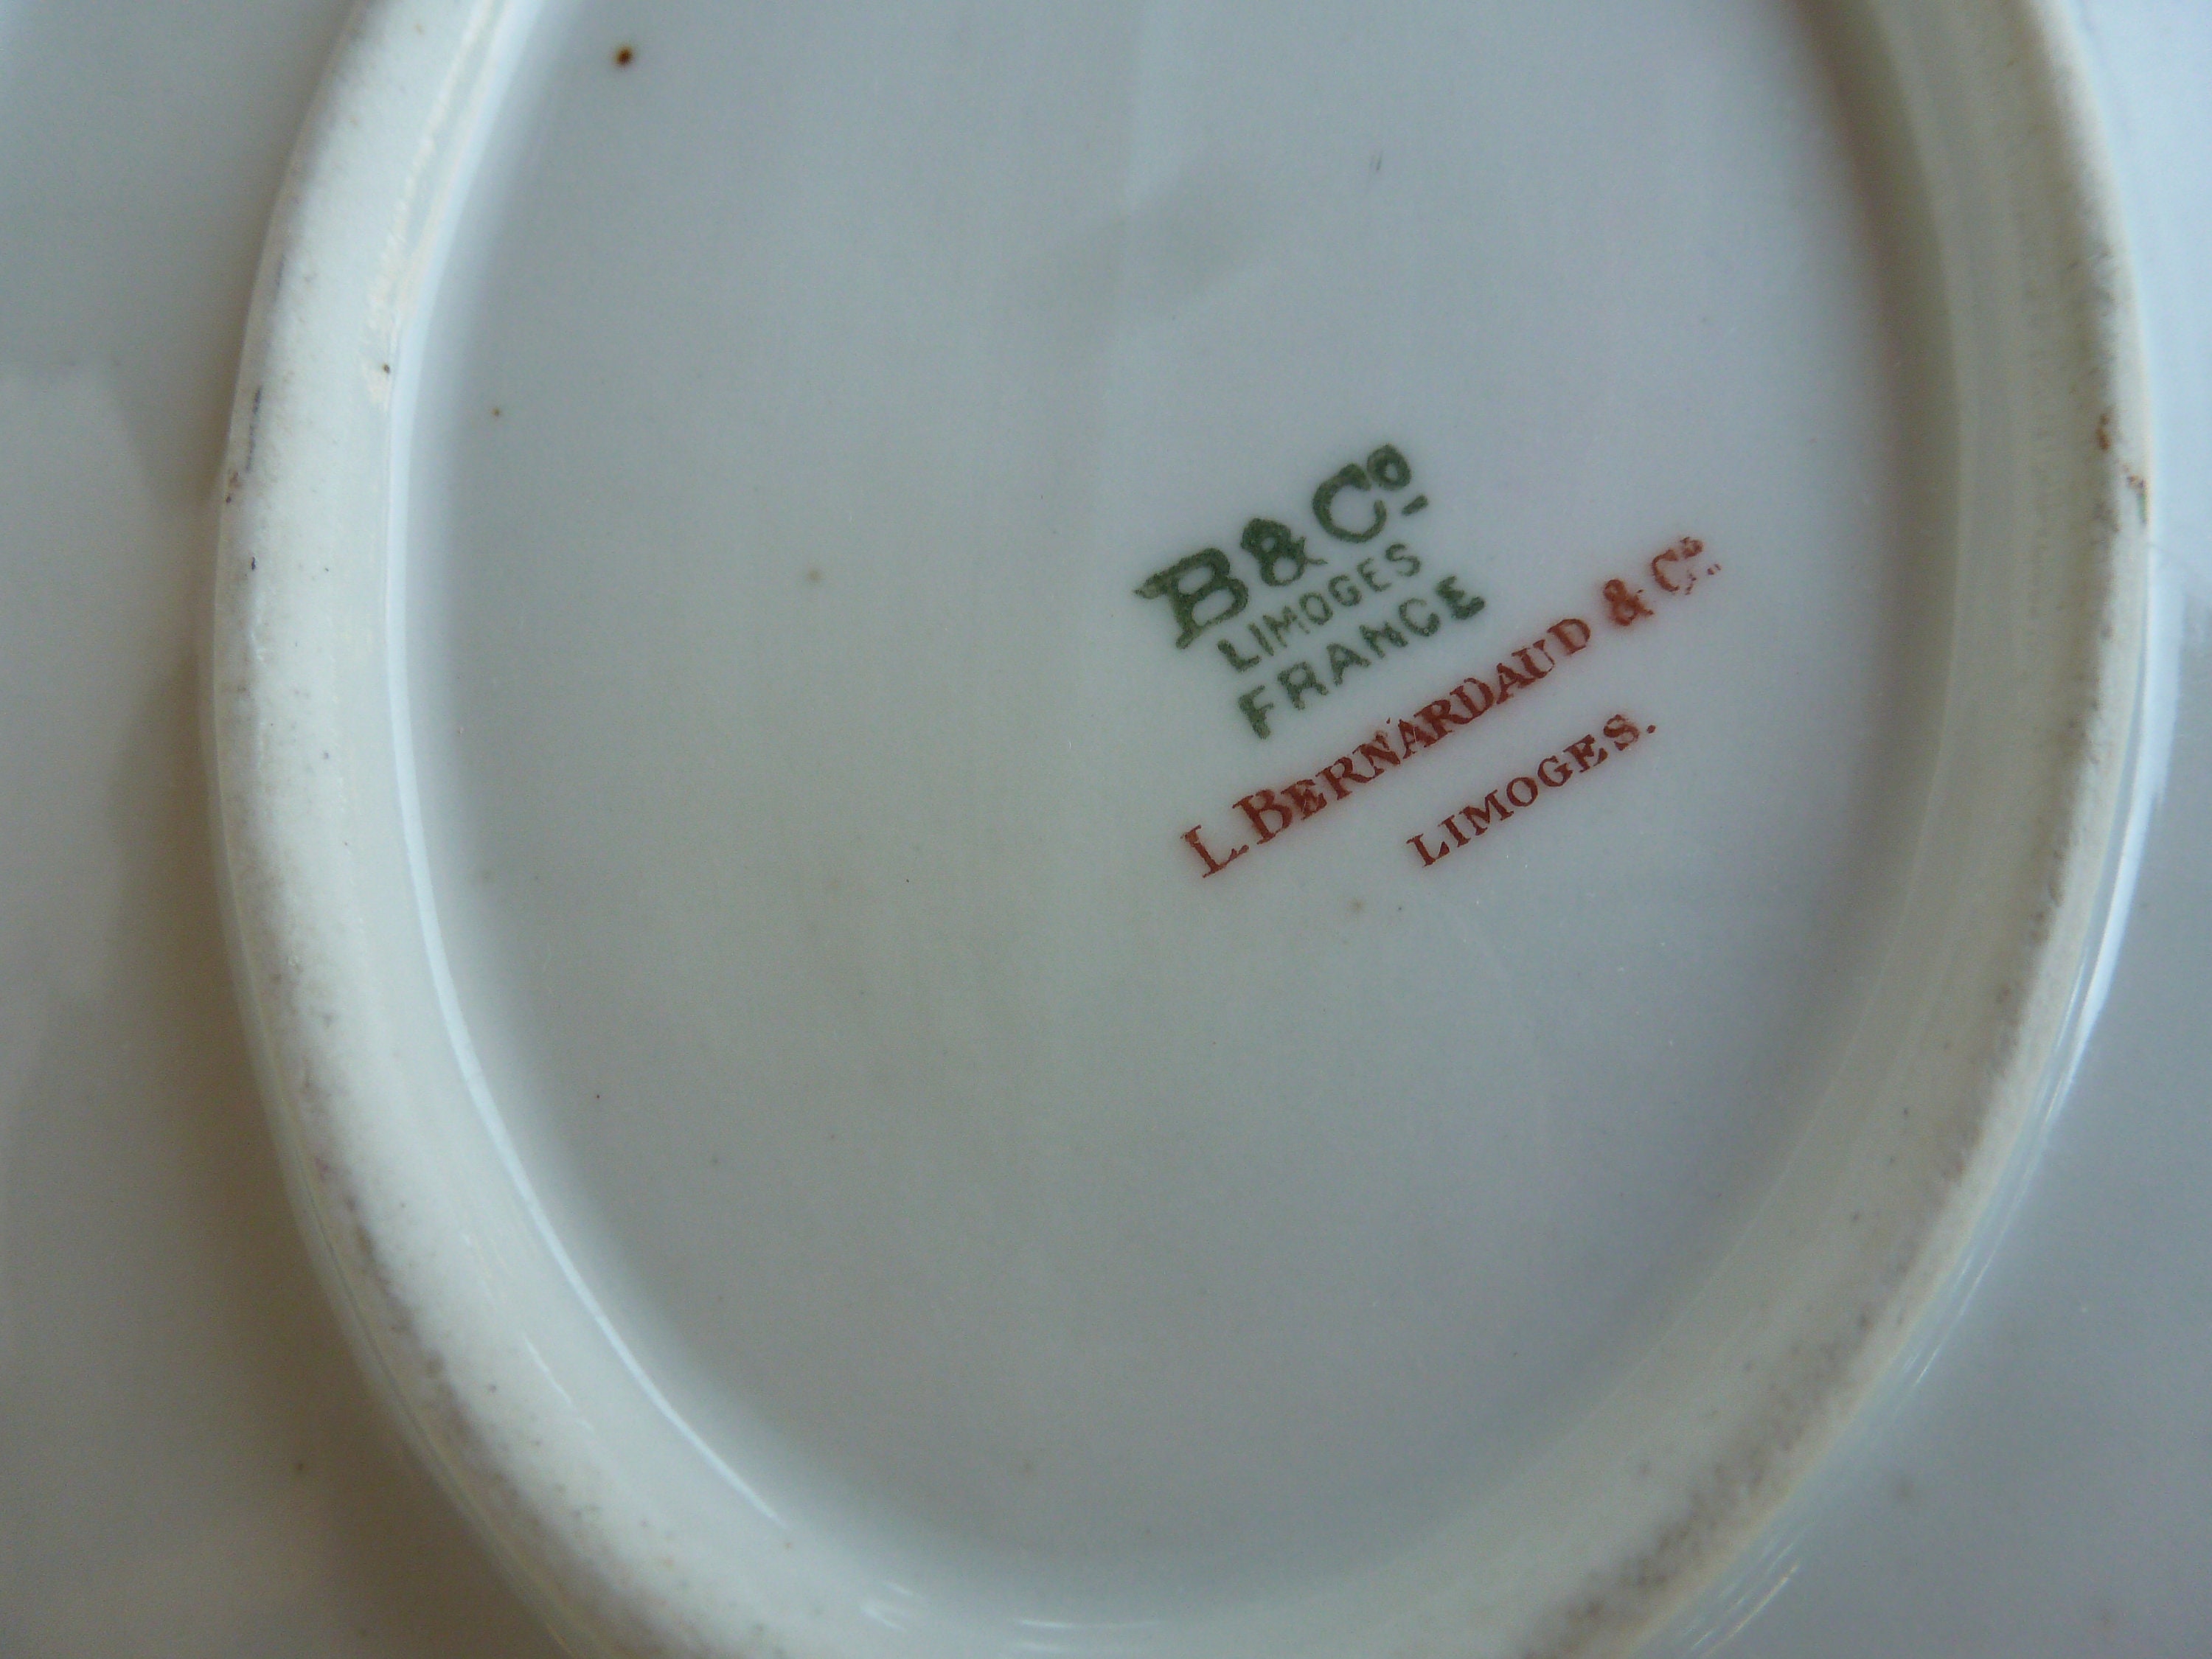 B & Cº
LIMOGES
FRANCE
L. BERNARDAUD & Cº
LIMOGES.